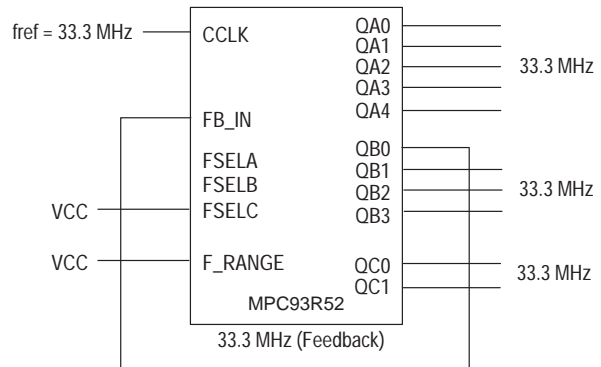 fref = 33.3 MHz
CCLK
FB_IN
FSELA
FSELB
VCC
FSELC
VCC
F_RANGE
QA0
QA1
QA2
QA3
QA4
33.3 MHz
QB0
QB1
QB2
QB3
33.3 MHz
QC0
QC1
33.3 MHz
MPC93R52
33.3 MHz (Feedback)